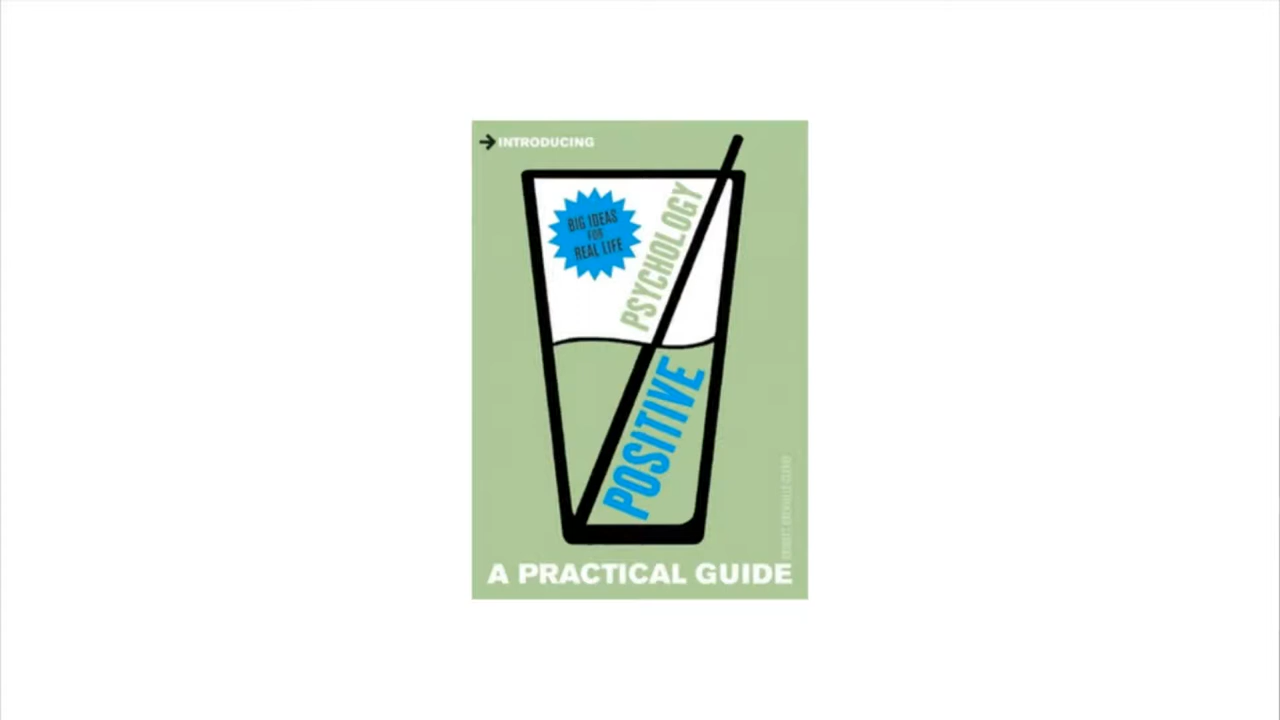 INTRODUCING
BIG IDEAS
FOR
REAL LIFE
PSYCHOLOGY
POSITIVE
A PRACTICAL GUIDE